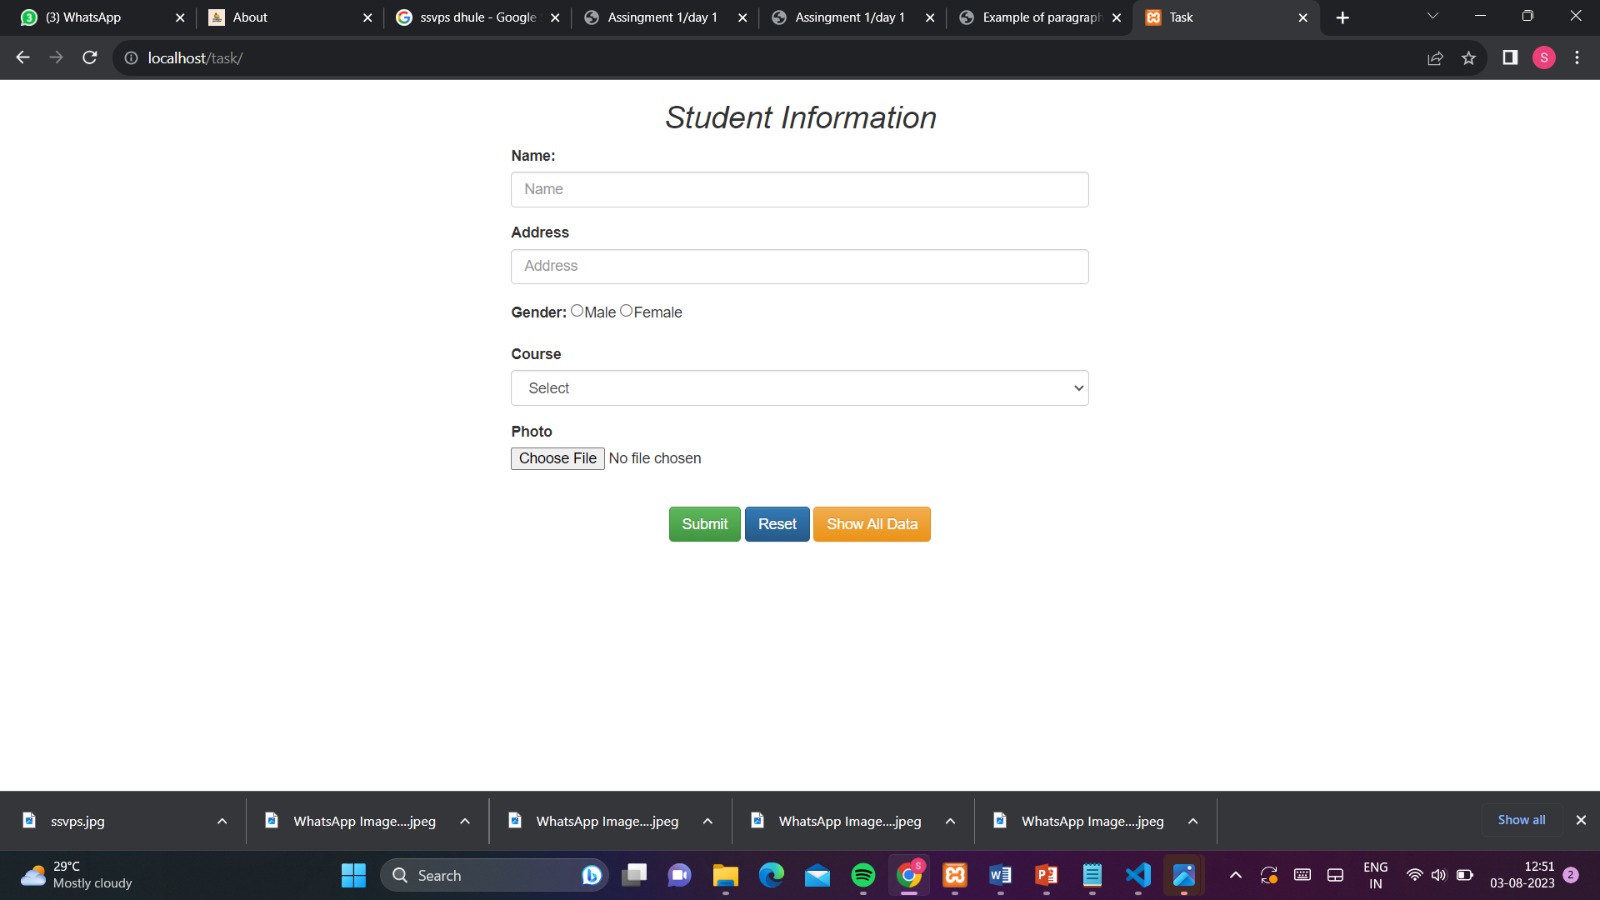 (3) WhatsApp
About
ssvps dhule - Google
Assingment 1/day 1
Assingment 1/day 1
Example of paragraph
Task
localhost/task/
S
Student Information
Name:
Name
Address
Address
Gender: Male Female
Course
Select
Photo
Choose File No file chosen
Submit Reset Show All Data
ssvps.jpg
WhatsApp Image....jpeg
WhatsApp Image....jpeg
WhatsApp Image....jpeg
WhatsApp Image....jpeg
Show all
29°C
Mostly cloudy
Search
ENG
IN
12:51
03-08-2023
2